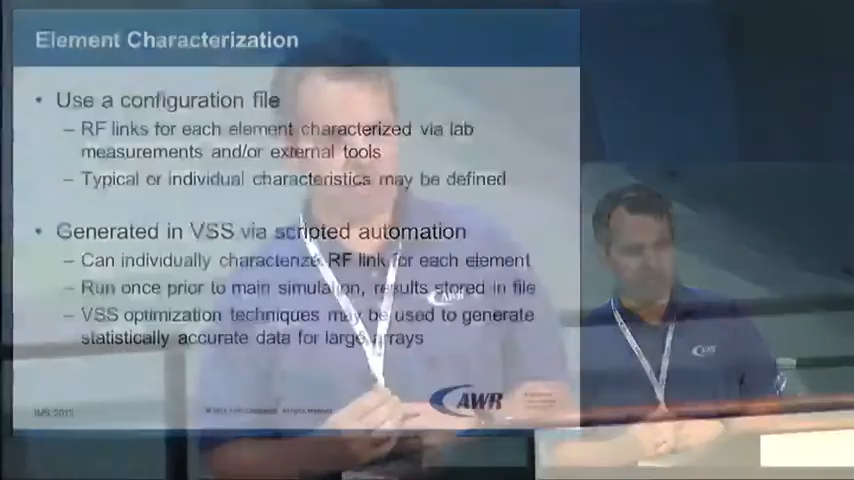 Element Characterization
• Use a configuration file
– RF links for each element characterized via lab
measurements and/or external tools
– Typical or individual characteristics may be defined
• Generated in VSS via scripted automation
– Can individually characterize RF link for each element
– Run once prior to main simulation, results stored in file
– VSS optimization techniques may be used to generate
statistically accurate data for large arrays
AWR
AWR
AWR